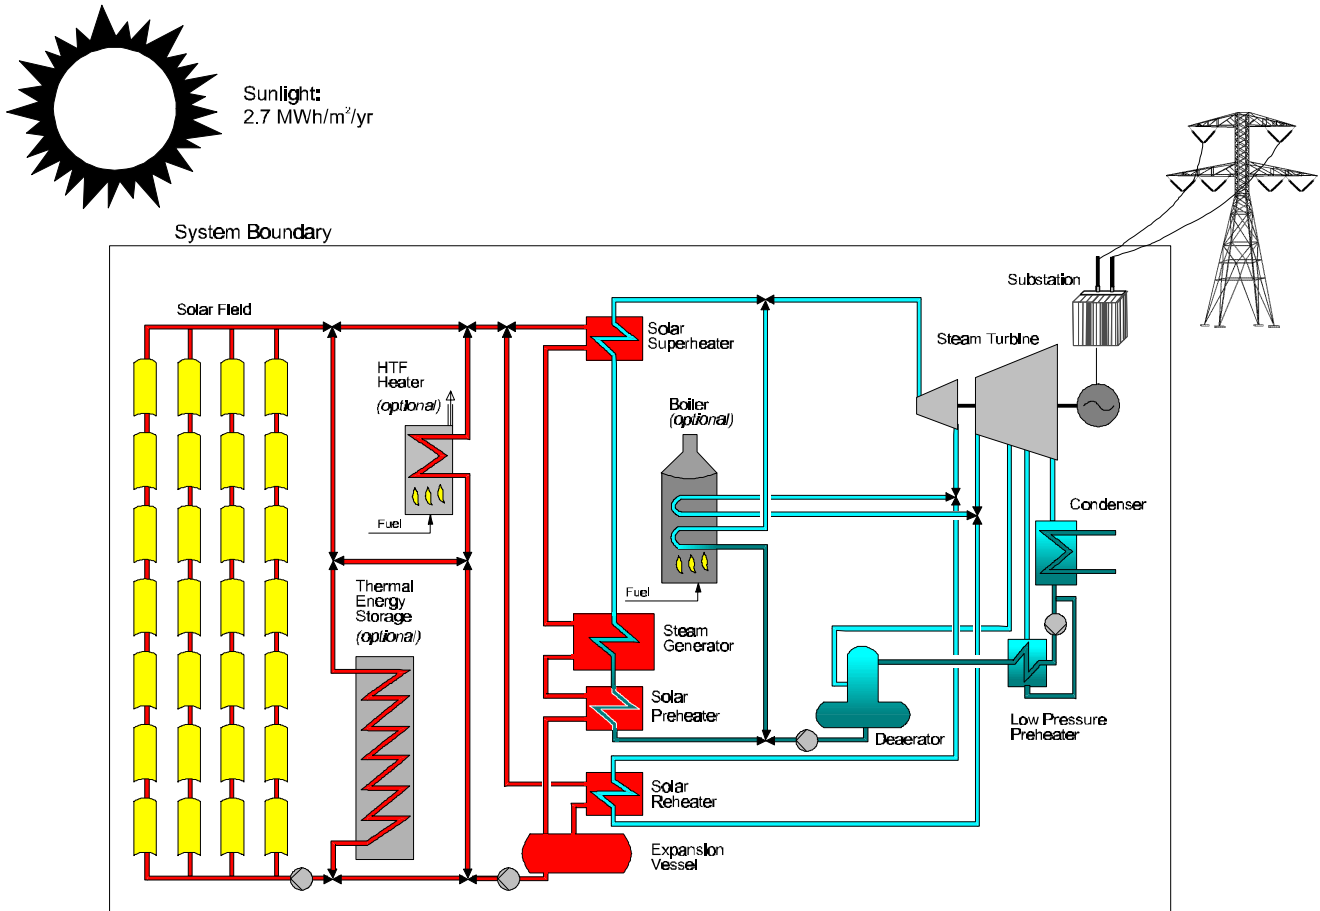 Sunlight:
2.7 MWh/m²/yr
System Boundary
Substation
Solar Field
Solar
Superheater
Steam Turbine
HTF
Heater
(optional)
Boiler
(optional)
Condenser
Fuel
Thermal
Energy
Storage
(optional)
Fuel
Steam
Generator
Solar
Preheater
Low Pressure
Preheater
Deaerator
Solar
Reheater
Expansion
Vessel